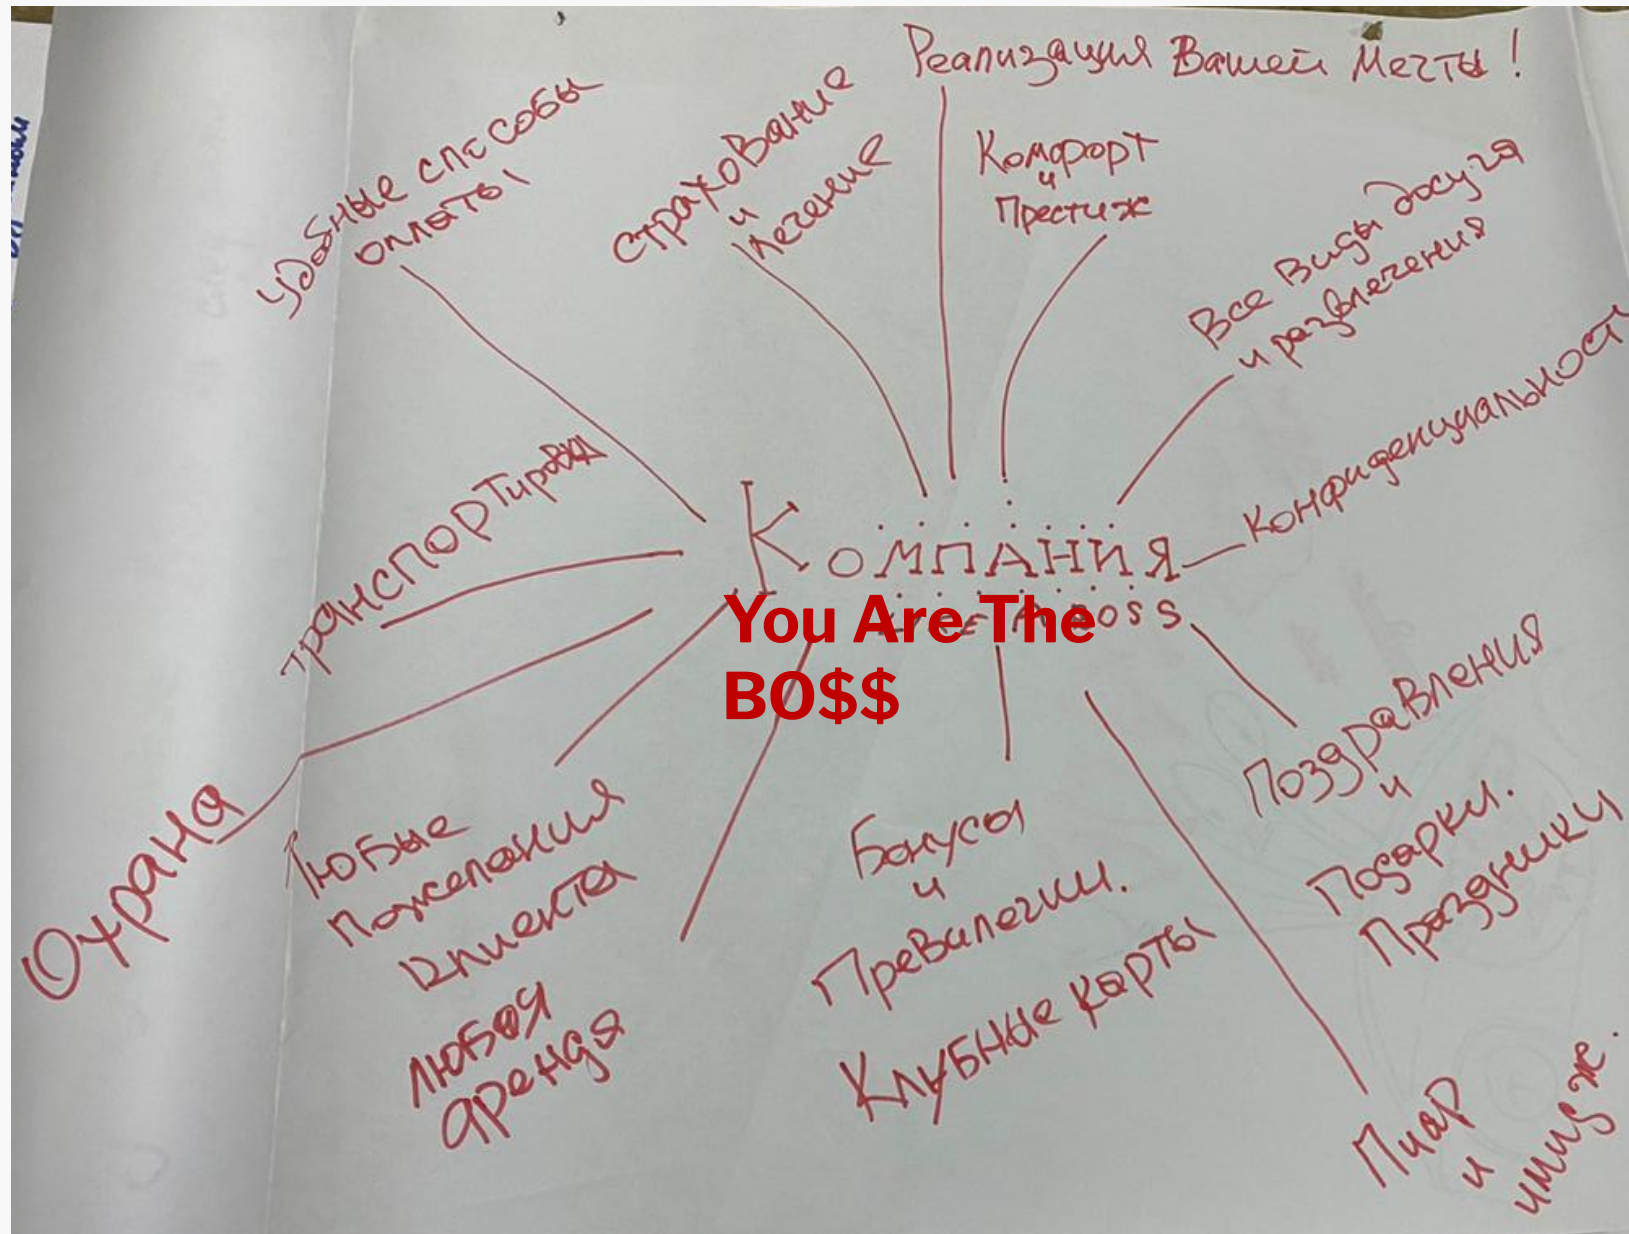 Реализация Вашей Мечты!
Удобные способы
оплаты
Страхование
и
лечение
Комфорт
и
Престиж
Все Виды досуга
и развлечения
Конфиденциальность
Транспортировка
Компания
You Are The
BO$$
BOSS
Охрана
Любые
пожелания
клиента
любая
аренда
Бонусы
и
Превилегии.
Клубные карты
Поздравления
и
Подарки.
Праздники
Пиар
и
имидж.